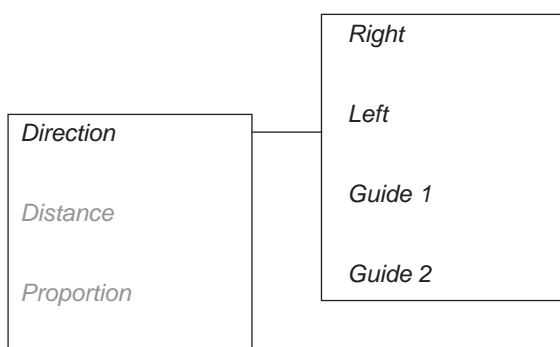 Direction
Distance
Proportion
Right
Left
Guide 1
Guide 2